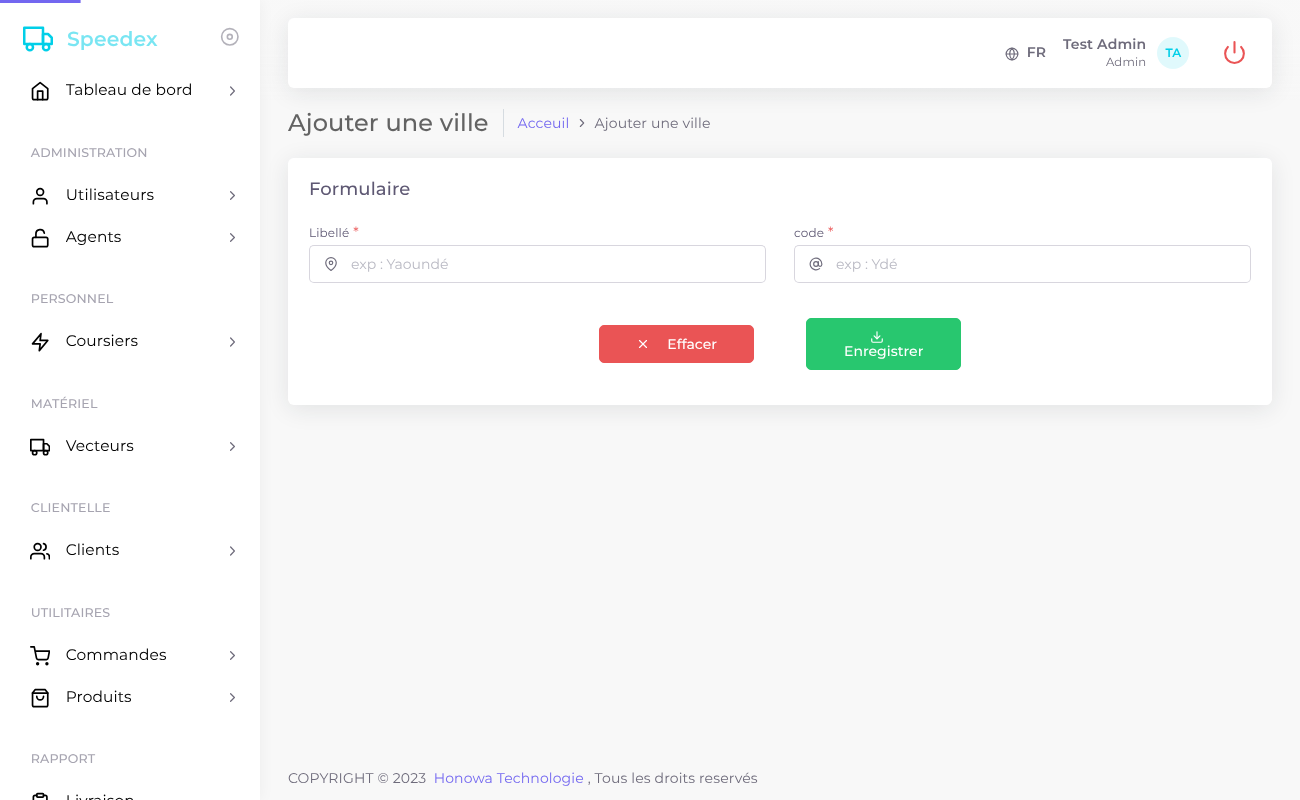 Speedex
Tableau de bord
ADMINISTRATION
Utilisateurs
Agents
PERSONNEL
Coursiers
MATÉRIEL
Vecteurs
CLIENTELLE
Clients
UTILITAIRES
Commandes
Produits
RAPPORT
Livraison
FR
Test Admin
Admin
TA
Ajouter une ville
Acceuil
Ajouter une ville
Formulaire
Libellé *
exp : Yaoundé
code *
exp : Ydé
Effacer
Enregistrer
COPYRIGHT © 2023 Honowa Technologie , Tous les droits reservés